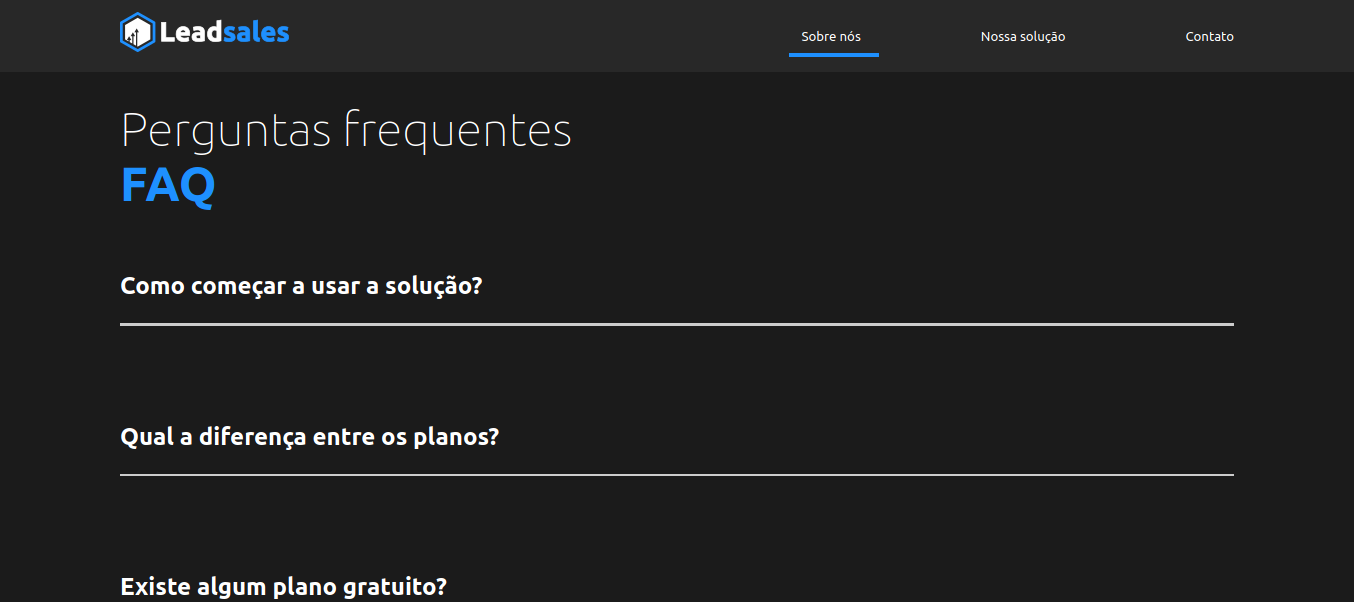 Leadsales
Sobre nós
Nossa solução
Contato
Perguntas frequentes
FAQ
Como começar a usar a solução?
Qual a diferença entre os planos?
Existe algum plano gratuito?